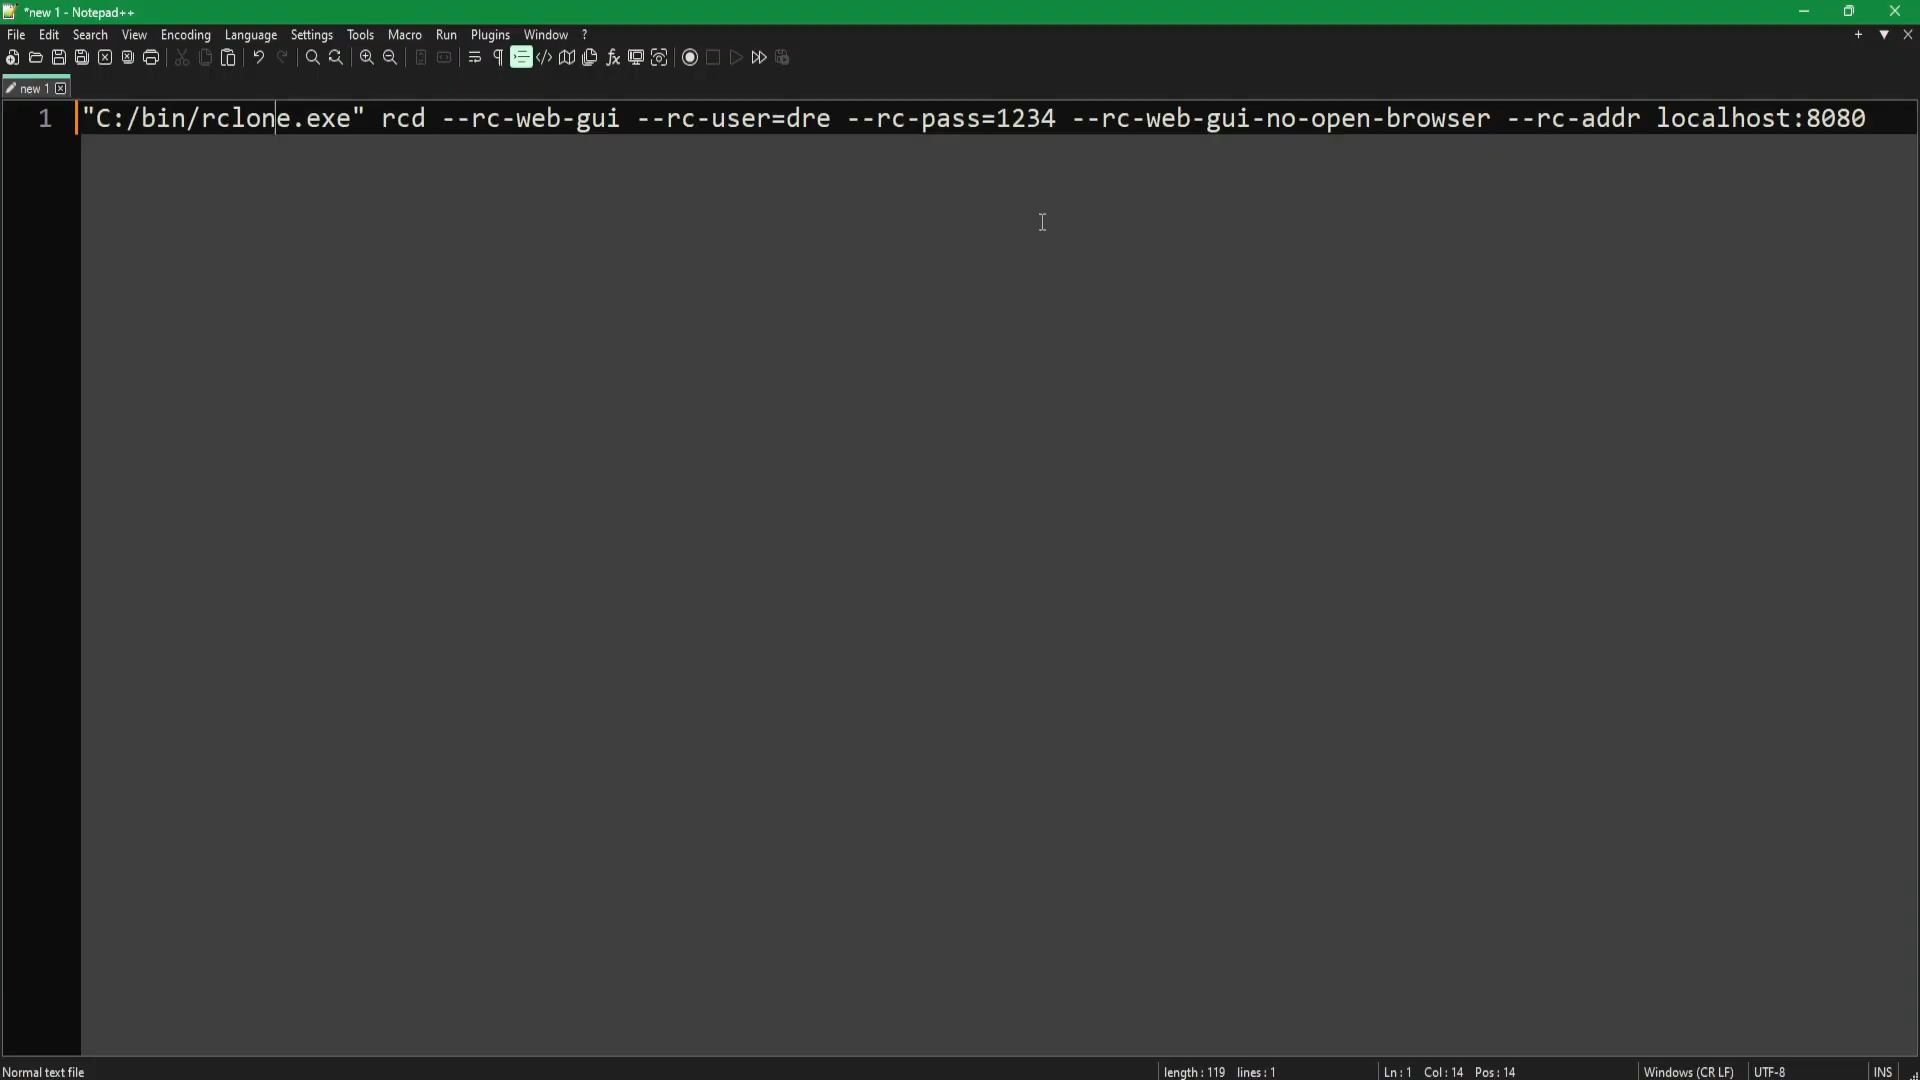 *new 1 - Notepad++
File Edit Search View Encoding Language Settings Tools Macro Run Plugins Window ?
new 1
1 "C:/bin/rclone.exe" rcd --rc-web-gui --rc-user=dre --rc-pass=1234 --rc-web-gui-no-open-browser --rc-addr localhost:8080
Normal text file length : 119 lines : 1 Ln : 1 Col : 14 Pos : 14 Windows (CR LF) UTF-8 INS